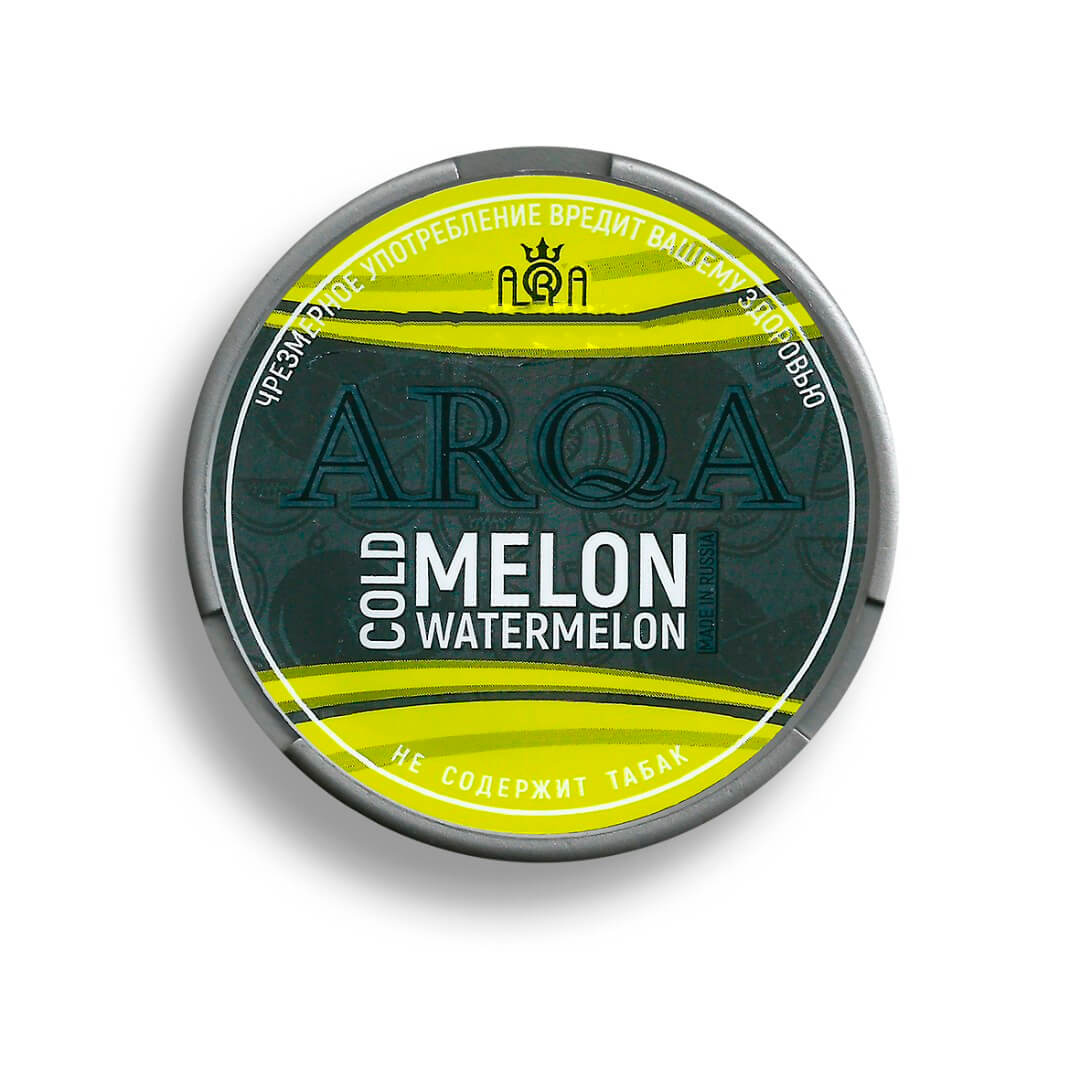 ЧРЕЗМЕРНОЕ УПОТРЕБЛЕНИЕ ВРЕДИТ ВАШЕМУ ЗДОРОВЬЮ
ARQA
ARQA
COLD
MELON
WATERMELON
MADE IN RUSSIA
НЕ СОДЕРЖИТ ТАБАК